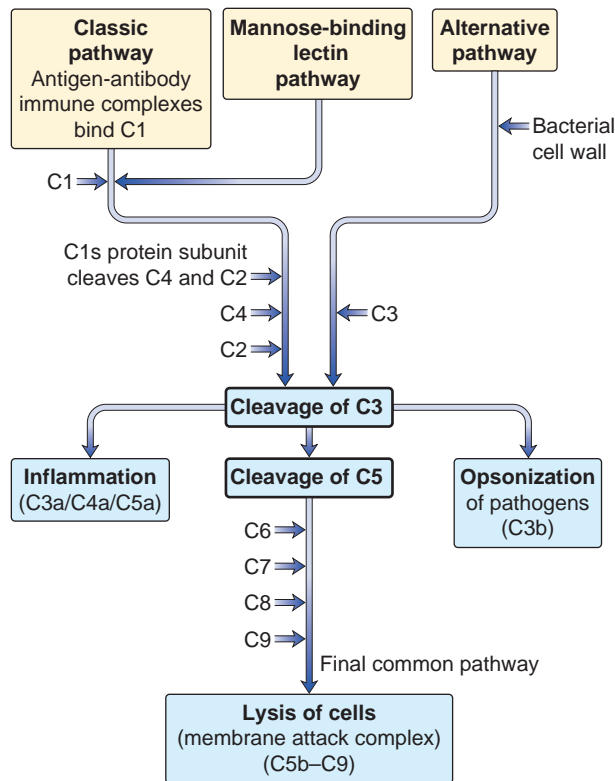 Classic
pathway
Antigen-antibody
immune complexes
bind C1
Mannose-binding
lectin
pathway
Alternative
pathway
Bacterial
cell wall
C1
C1s protein subunit
cleaves C4 and C2
C4
C3
C2
Cleavage of C3
Inflammation
(C3a/C4a/C5a)
Cleavage of C5
Opsonization
of pathogens
(C3b)
C6
C7
C8
C9
Final common pathway
Lysis of cells
(membrane attack complex)
(C5b–C9)